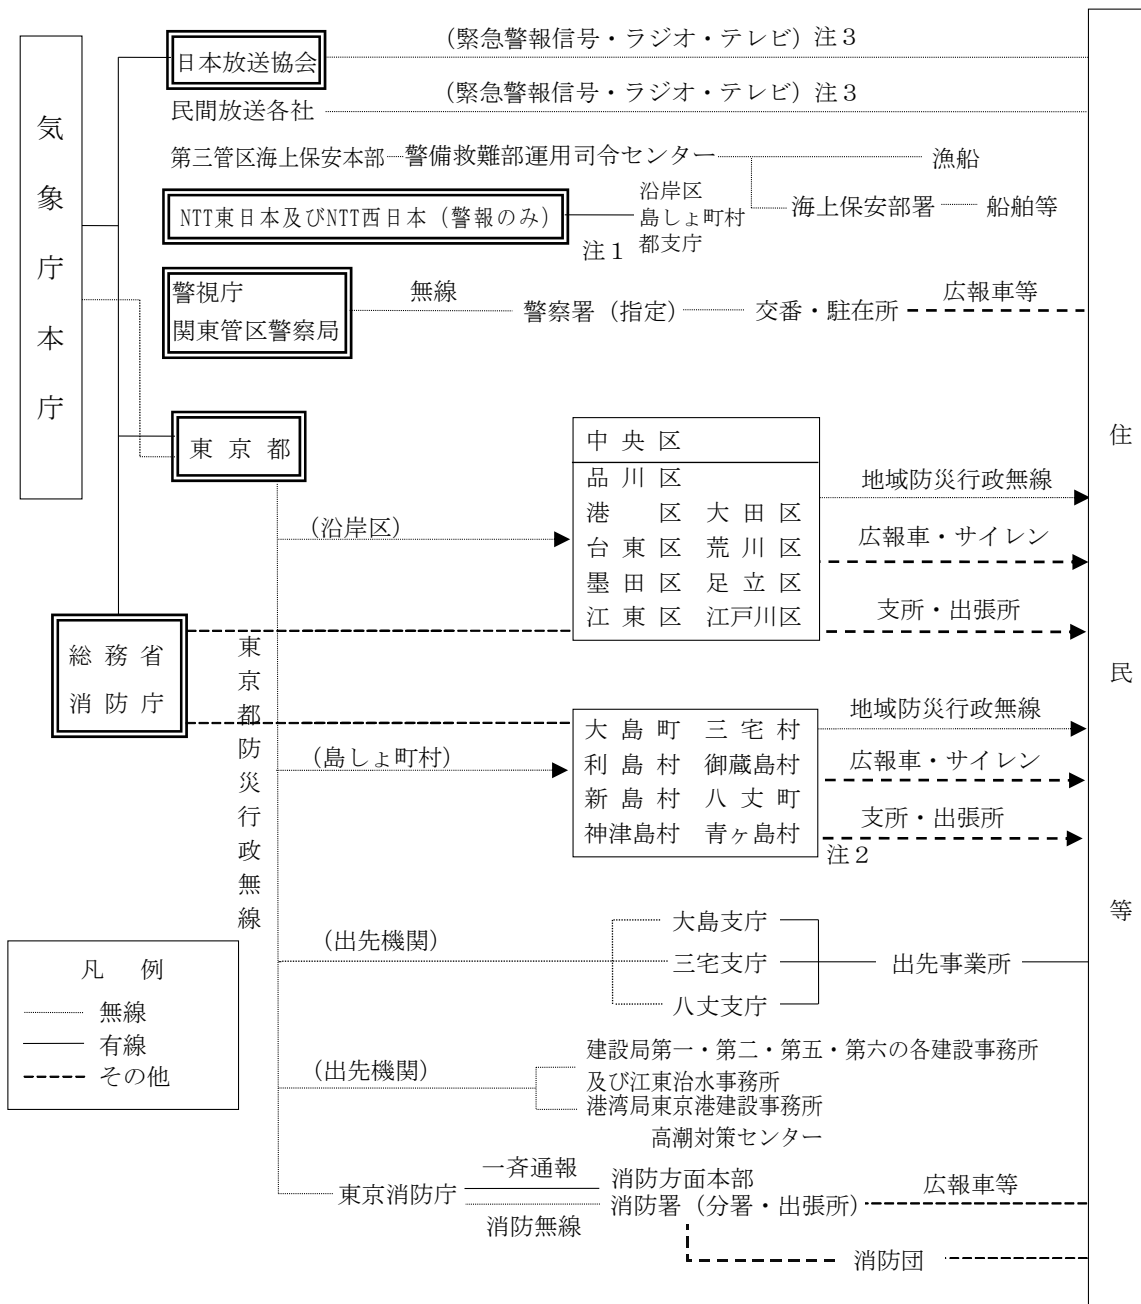 気象庁本庁
日本放送協会
(緊急警報信号・ラジオ・テレビ)注３
民間放送各社
(緊急警報信号・ラジオ・テレビ)注３
第三管区海上保安本部
警備救難部運用司令センター
漁船
海上保安部署
船舶等
NTT東日本及びNTT西日本（警報のみ）
注１
沿岸区
島しょ町村
都支庁
警視庁
関東管区警察局
無線
警察署（指定）
交番・駐在所
広報車等
東京都
総務省
消防庁
東京都防災行政無線
(沿岸区)
中央区
品川区
港　区　大田区
台東区　荒川区
墨田区　足立区
江東区　江戸川区
地域防災行政無線
広報車・サイレン
支所・出張所
(島しょ町村)
大島町　三宅村
利島村　御蔵島村
新島村　八丈町
神津島村　青ヶ島村
注２
地域防災行政無線
広報車・サイレン
支所・出張所
(出先機関)
大島支庁
三宅支庁
八丈支庁
出先事業所
(出先機関)
建設局第一・第二・第五・第六の各建設事務所
及び江東治水事務所
港湾局東京港建設事務所
高潮対策センター
東京消防庁
一斉通報
消防無線
消防方面本部
消防署（分署・出張所）
広報車等
消防団
住民等
凡　例
無線
有線
その他